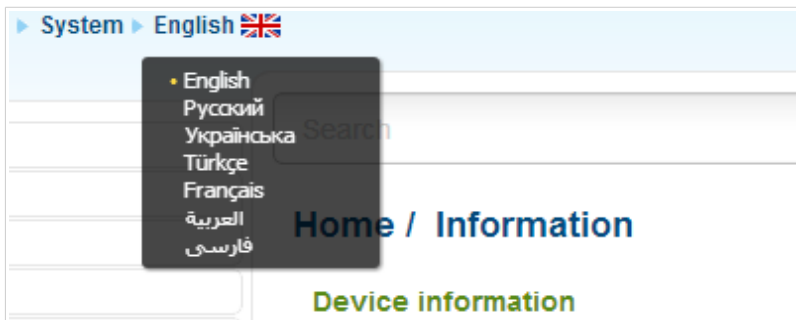 System English
English
Русский
Українська
Türkçe
Français
العربية
فارسی
Search
Home / Information
Device information